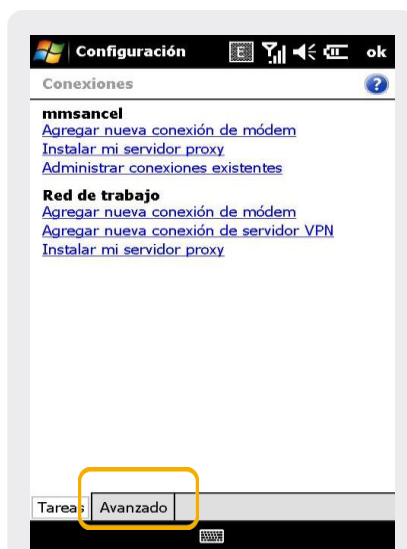 Configuración E ok
Conexiones ?
mmsancel
Agregar nueva conexión de módem
Instalar mi servidor proxy
Administrar conexiones existentes
Red de trabajo
Agregar nueva conexión de módem
Agregar nueva conexión de servidor VPN
Instalar mi servidor proxy
Tareas Avanzado